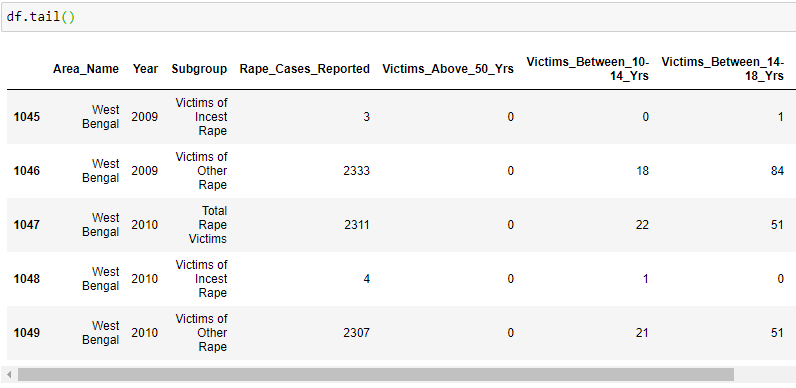 df.tail()
Area_Name Year Subgroup Rape_Cases_Reported Victims_Above_50_Yrs Victims_Between_10-14_Yrs Victims_Between_14-18_Yrs
1045 West Bengal 2009 Victims of Incest Rape 3 0 0 1
1046 West Bengal 2009 Victims of Other Rape 2333 0 18 84
1047 West Bengal 2010 Total Rape Victims 2311 0 22 51
1048 West Bengal 2010 Victims of Incest Rape 4 0 1 0
1049 West Bengal 2010 Victims of Other Rape 2307 0 21 51